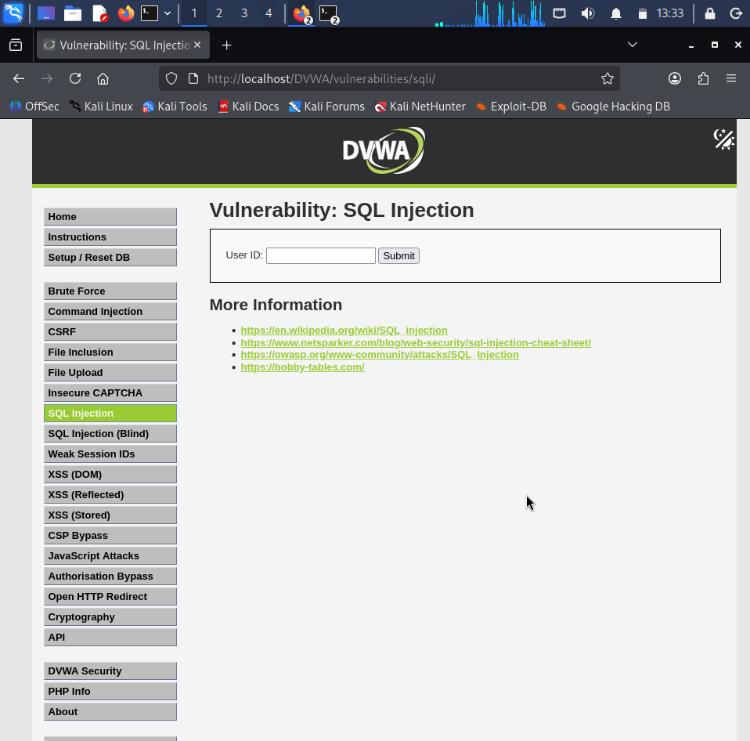 1 2 3 4 2 2 13:33
Vulnerability: SQL Injectio
http://localhost/DVWA/vulnerabilities/sqli/
OffSec Kali Linux Kali Tools Kali Docs Kali Forums Kali NetHunter Exploit-DB Google Hacking DB
DVWA
Home
Instructions
Setup / Reset DB
Brute Force
Command Injection
CSRF
File Inclusion
File Upload
Insecure CAPTCHA
SQL Injection
SQL Injection (Blind)
Weak Session IDs
XSS (DOM)
XSS (Reflected)
XSS (Stored)
CSP Bypass
JavaScript Attacks
Authorisation Bypass
Open HTTP Redirect
Cryptography
API
DVWA Security
PHP Info
About
Vulnerability: SQL Injection
User ID: Submit
More Information
https://en.wikipedia.org/wiki/SQL_injection
https://www.netsparker.com/blog/web-security/sql-injection-cheat-sheet/
https://owasp.org/www-community/attacks/SQL_Injection
https://bobby-tables.com/